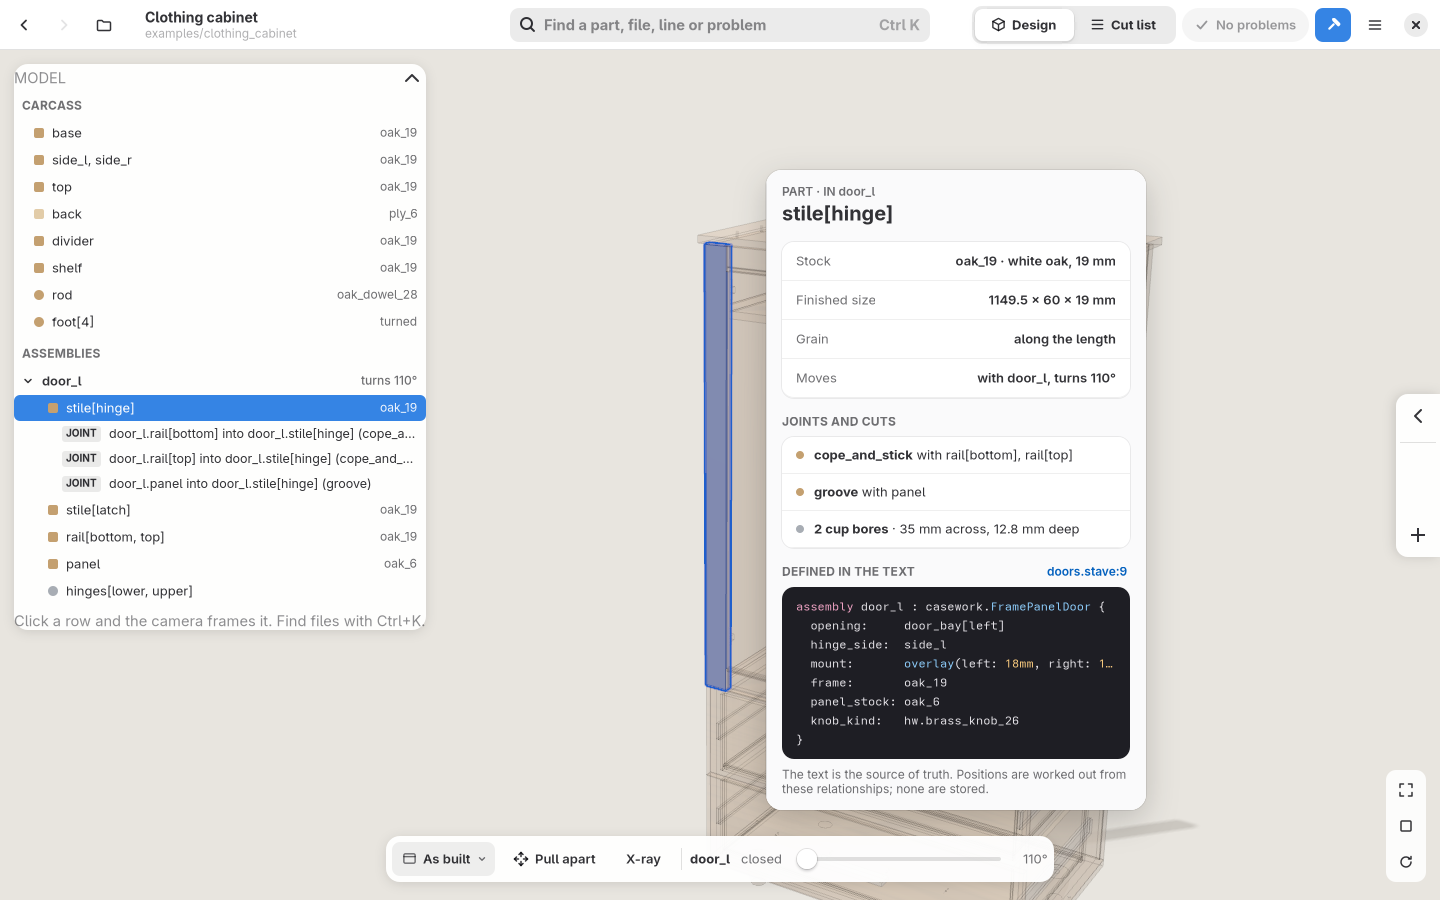 Clothing cabinet
examples/clothing_cabinet
Find a part, file, line or problem
Ctrl K
Design
Cut list
No problems
MODEL
CARCASS
base oak_19
side_l, side_r oak_19
top oak_19
back ply_6
divider oak_19
shelf oak_19
rod oak_dowel_28
foot[4] turned
ASSEMBLIES
door_l turns 110°
stile[hinge] oak_19
JOINT door_l.rail[bottom] into door_l.stile[hinge] (cope_a...
JOINT door_l.rail[top] into door_l.stile[hinge] (cope_and_...
JOINT door_l.panel into door_l.stile[hinge] (groove)
stile[latch] oak_19
rail[bottom, top] oak_19
panel oak_6
hinges[lower, upper]
Click a row and the camera frames it. Find files with Ctrl+K.
PART · IN door_l
stile[hinge]
Stock oak_19 · white oak, 19 mm
Finished size 1149.5 × 60 × 19 mm
Grain along the length
Moves with door_l, turns 110°
JOINTS AND CUTS
cope_and_stick with rail[bottom], rail[top]
groove with panel
2 cup bores · 35 mm across, 12.8 mm deep
DEFINED IN THE TEXT doors.stave:9
assembly door_l : casework.FramePanelDoor {
opening: door_bay[left]
hinge_side: side_l
mount: overlay(left: 18mm, right: 1…
frame: oak_19
panel_stock: oak_6
knob_kind: hw.brass_knob_26
}
The text is the source of truth. Positions are worked out from
these relationships; none are stored.
As built
Pull apart
X-ray
door_l closed 110°